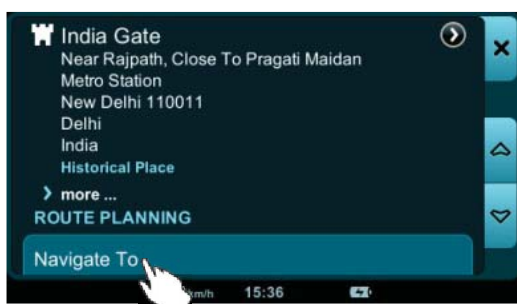 India Gate
Near Rajpath, Close To Pragati Maidan
Metro Station
New Delhi 110011
Delhi
India
Historical Place
more ...
ROUTE PLANNING
Navigate To
km/h 15:36